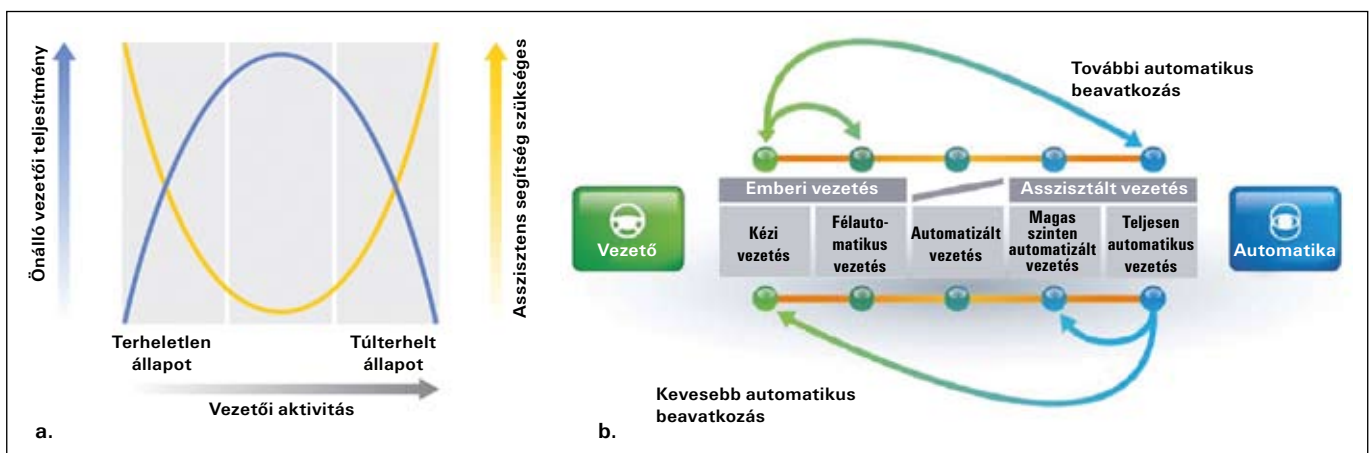 Önálló vezetői teljesítmény
Asszisztens segítség szükséges
Terheletlen
állapot
Túlterhelt
állapot
Vezetői aktivitás
a.
További automatikus
beavatkozás
Vezető
Emberi vezetés
Asszisztált vezetés
Kézi
vezetés
Félauto-
matikus
vezetés
Automatizált
vezetés
Magas
szinten
automatizált
vezetés
Teljesen
automatikus
vezetés
Automatika
Kevesebb automatikus
beavatkozás
b.